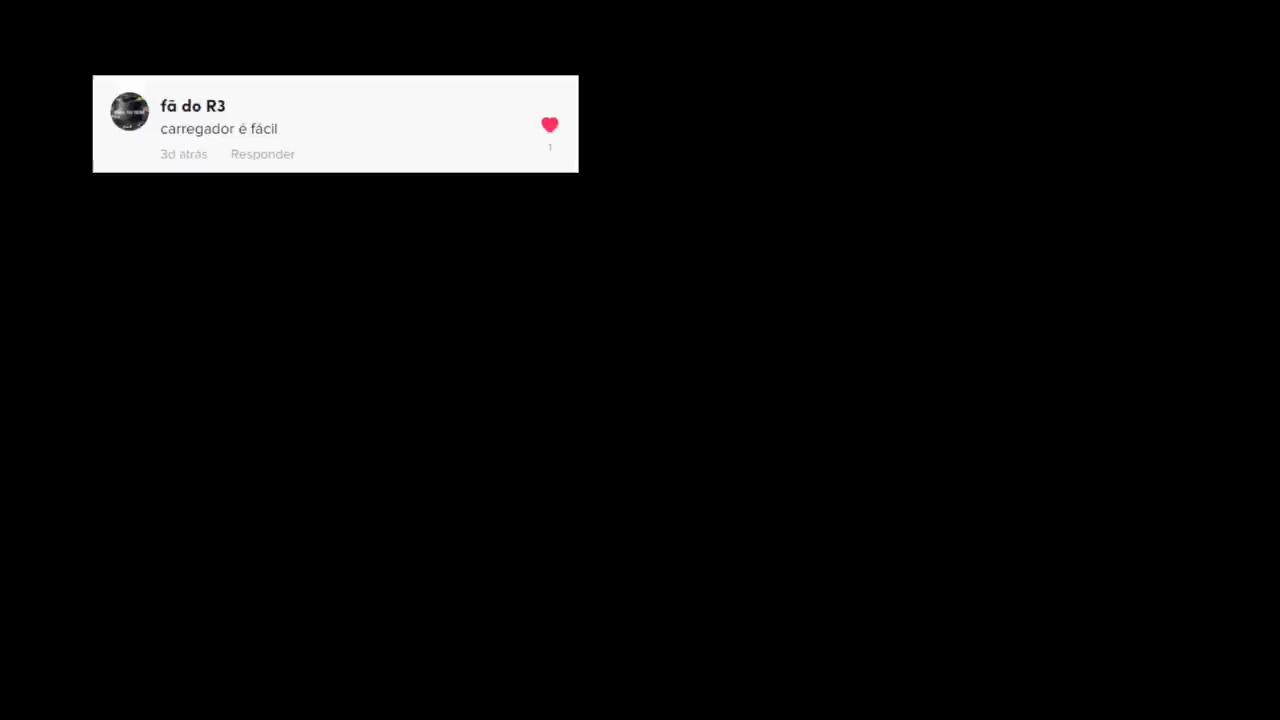 fã do R3
carregador é fácil
3d atrás Responder
1